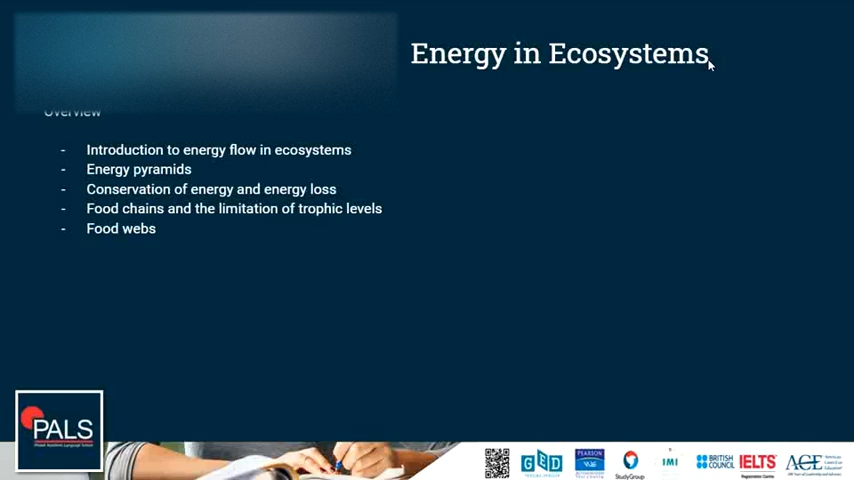 Energy in Ecosystems
Overview
- Introduction to energy flow in ecosystems
- Energy pyramids
- Conservation of energy and energy loss
- Food chains and the limitation of trophic levels
- Food webs
PALS
GED
PEARSON
VUE
StudyGroup
IMI
BRITISH COUNCIL
IELTS
ACE